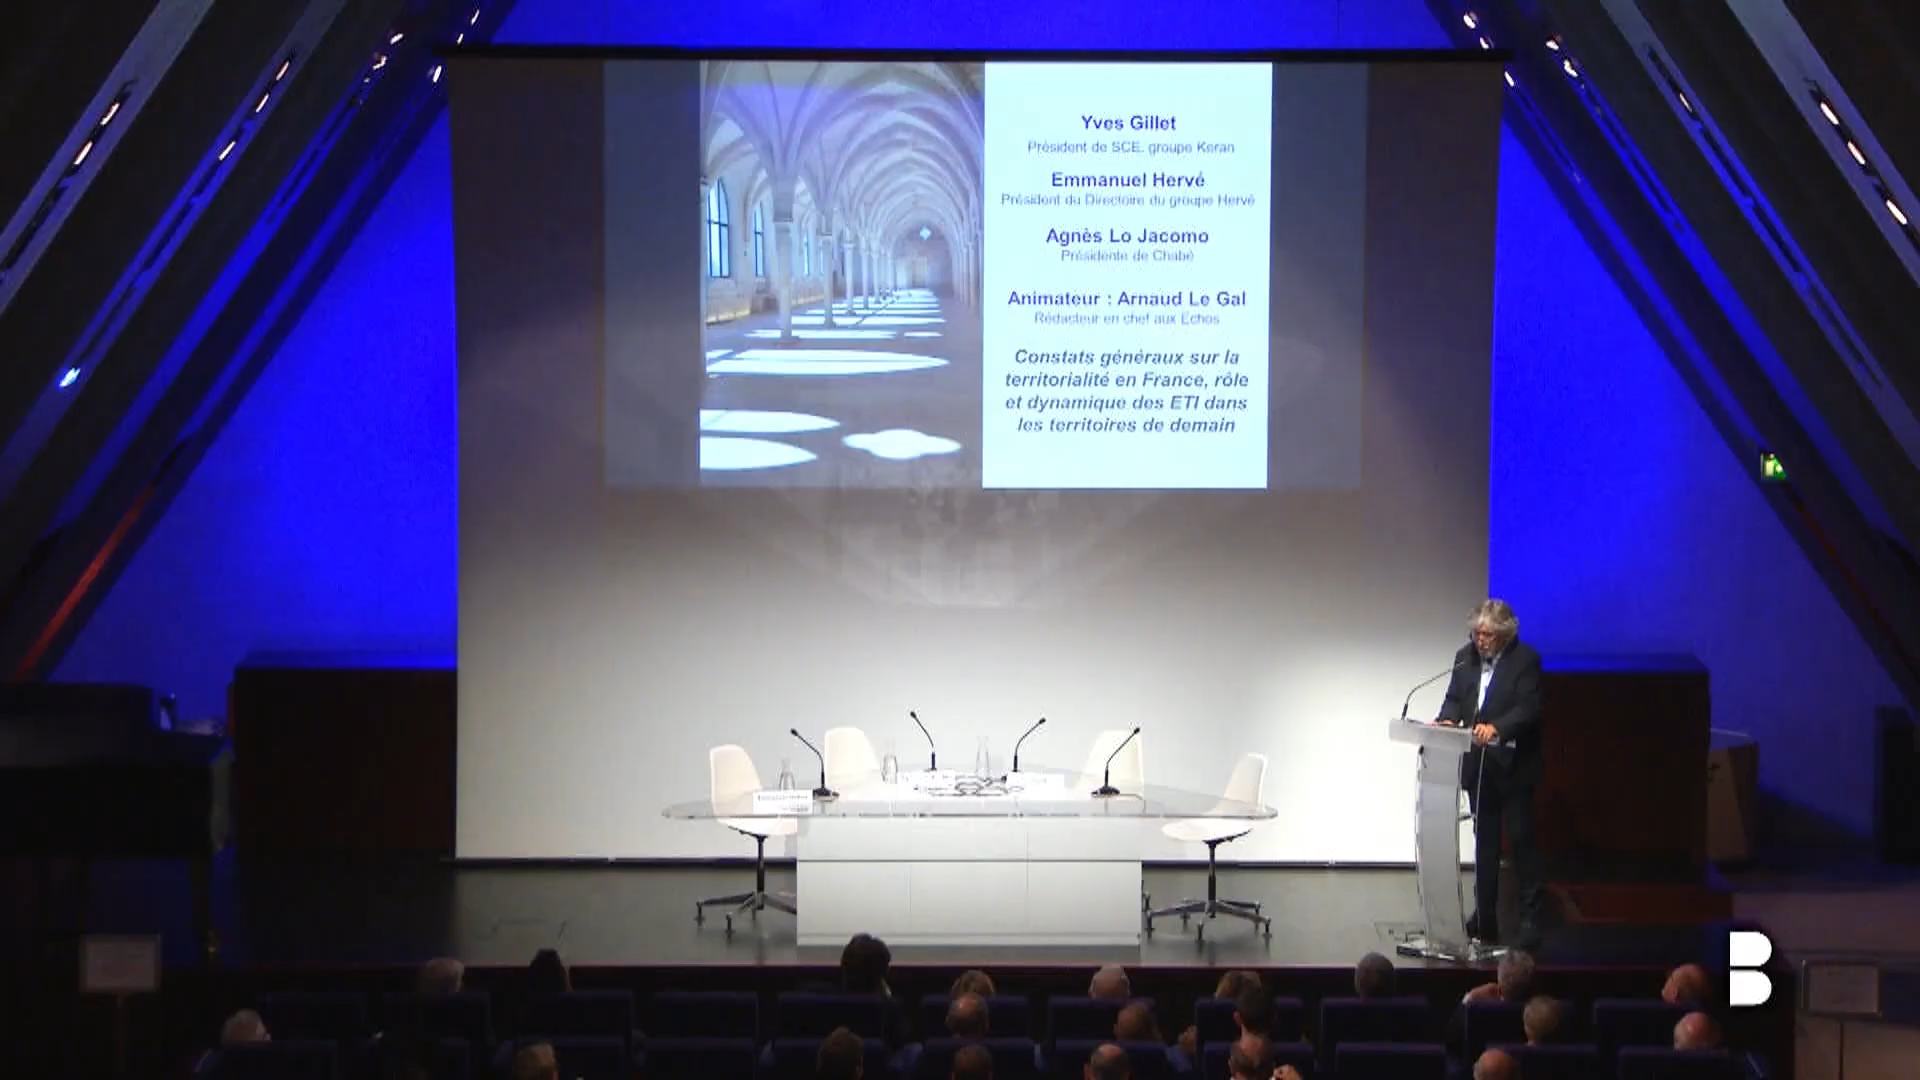 Yves Gillet
Président de SCE, groupe Keran
Emmanuel Hervé
Président du Directoire du groupe Hervé
Agnès Lo Jacomo
Présidente de Chabé
Animateur : Arnaud Le Gal
Rédacteur en chef aux Echos
Constats généraux sur la
territorialité en France, rôle
et dynamique des ETI dans
les territoires de demain
B